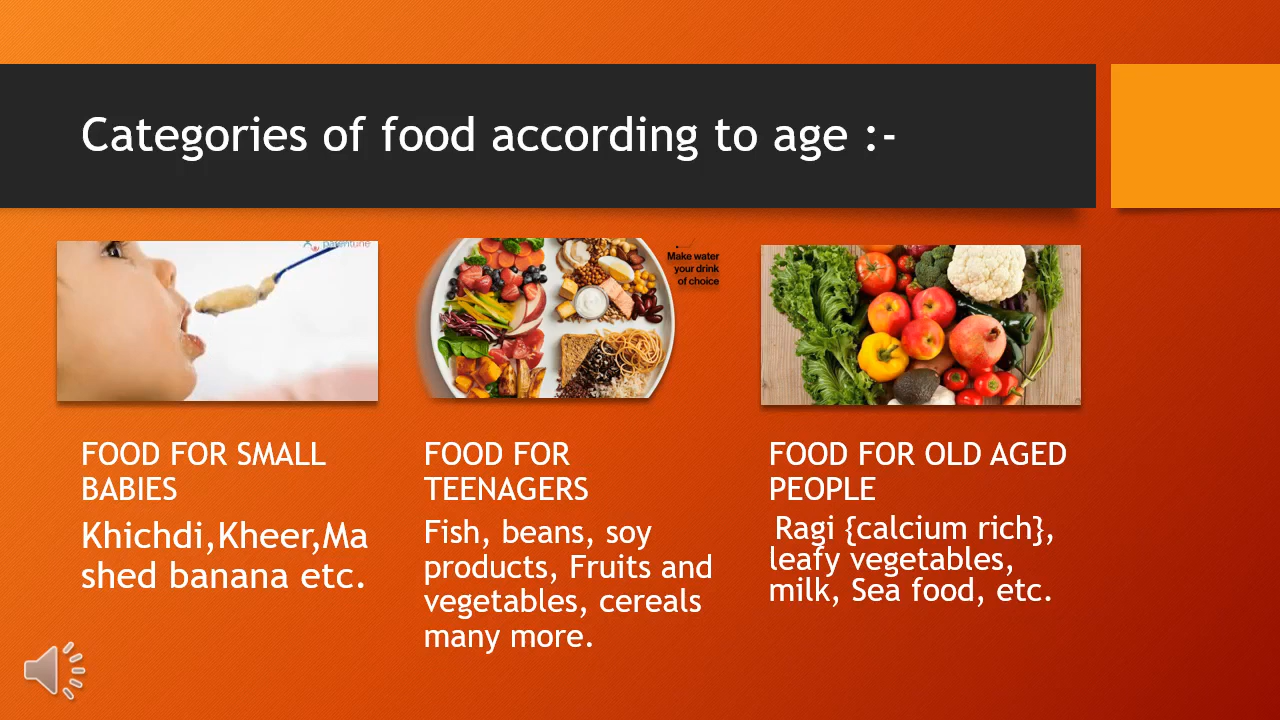 Categories of food according to age :-
Make water
your drink
of choice
FOOD FOR SMALL
BABIES
Khichdi,Kheer,Ma
shed banana etc.
FOOD FOR
TEENAGERS
Fish, beans, soy
products, Fruits and
vegetables, cereals
many more.
FOOD FOR OLD AGED
PEOPLE
Ragi {calcium rich},
leafy vegetables,
milk, Sea food, etc.